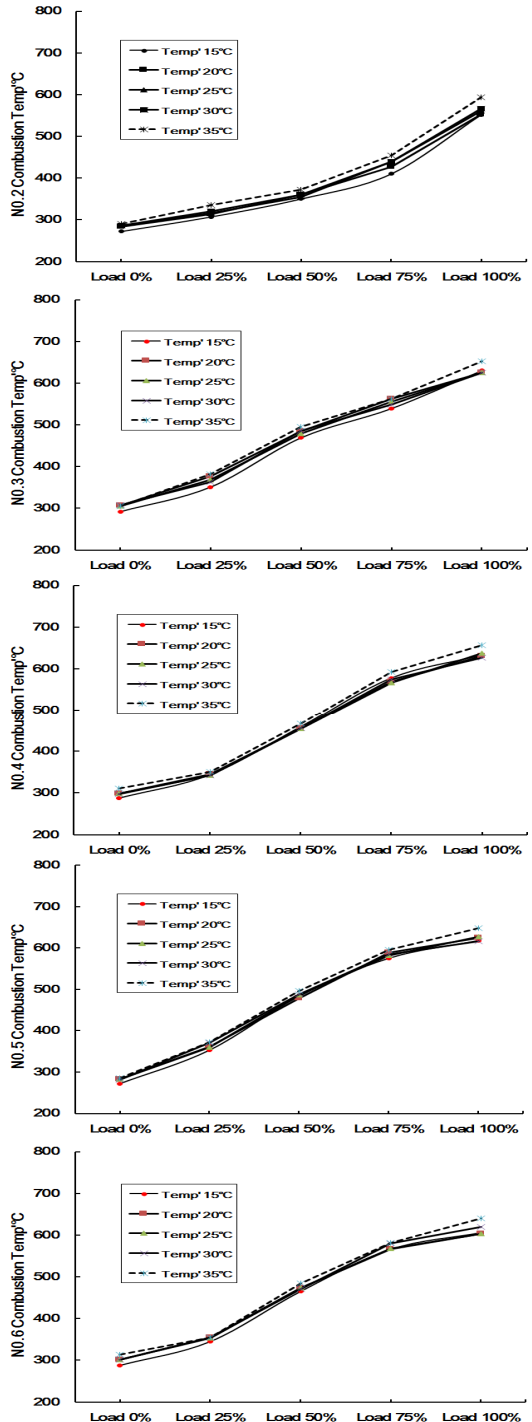 800
700
600
500
400
300
200
N0.2 Combustion Temp'°C
Temp' 15°C
Temp' 20°C
Temp' 25°C
Temp' 30°C
Temp' 35°C
Load 0% Load 25% Load 50% Load 75% Load 100%
800
700
600
500
400
300
200
N0.3 Combustion Temp'°C
Temp' 15°C
Temp' 20°C
Temp' 25°C
Temp' 30°C
Temp' 35°C
Load 0% Load 25% Load 50% Load 75% Load 100%
800
700
600
500
400
300
200
N0.4 Combustion Temp'°C
Temp' 15°C
Temp' 20°C
Temp' 25°C
Temp' 30°C
Temp' 35°C
Load 0% Load 25% Load 50% Load 75% Load 100%
800
700
600
500
400
300
200
N0.5 Combustion Temp'°C
Temp' 15°C
Temp' 20°C
Temp' 25°C
Temp' 30°C
Temp' 35°C
Load 0% Load 25% Load 50% Load 75% Load 100%
800
700
600
500
400
300
200
N0.6 Combustion Temp'°C
Temp' 15°C
Temp' 20°C
Temp' 25°C
Temp' 30°C
Temp' 35°C
Load 0% Load 25% Load 50% Load 75% Load 100%